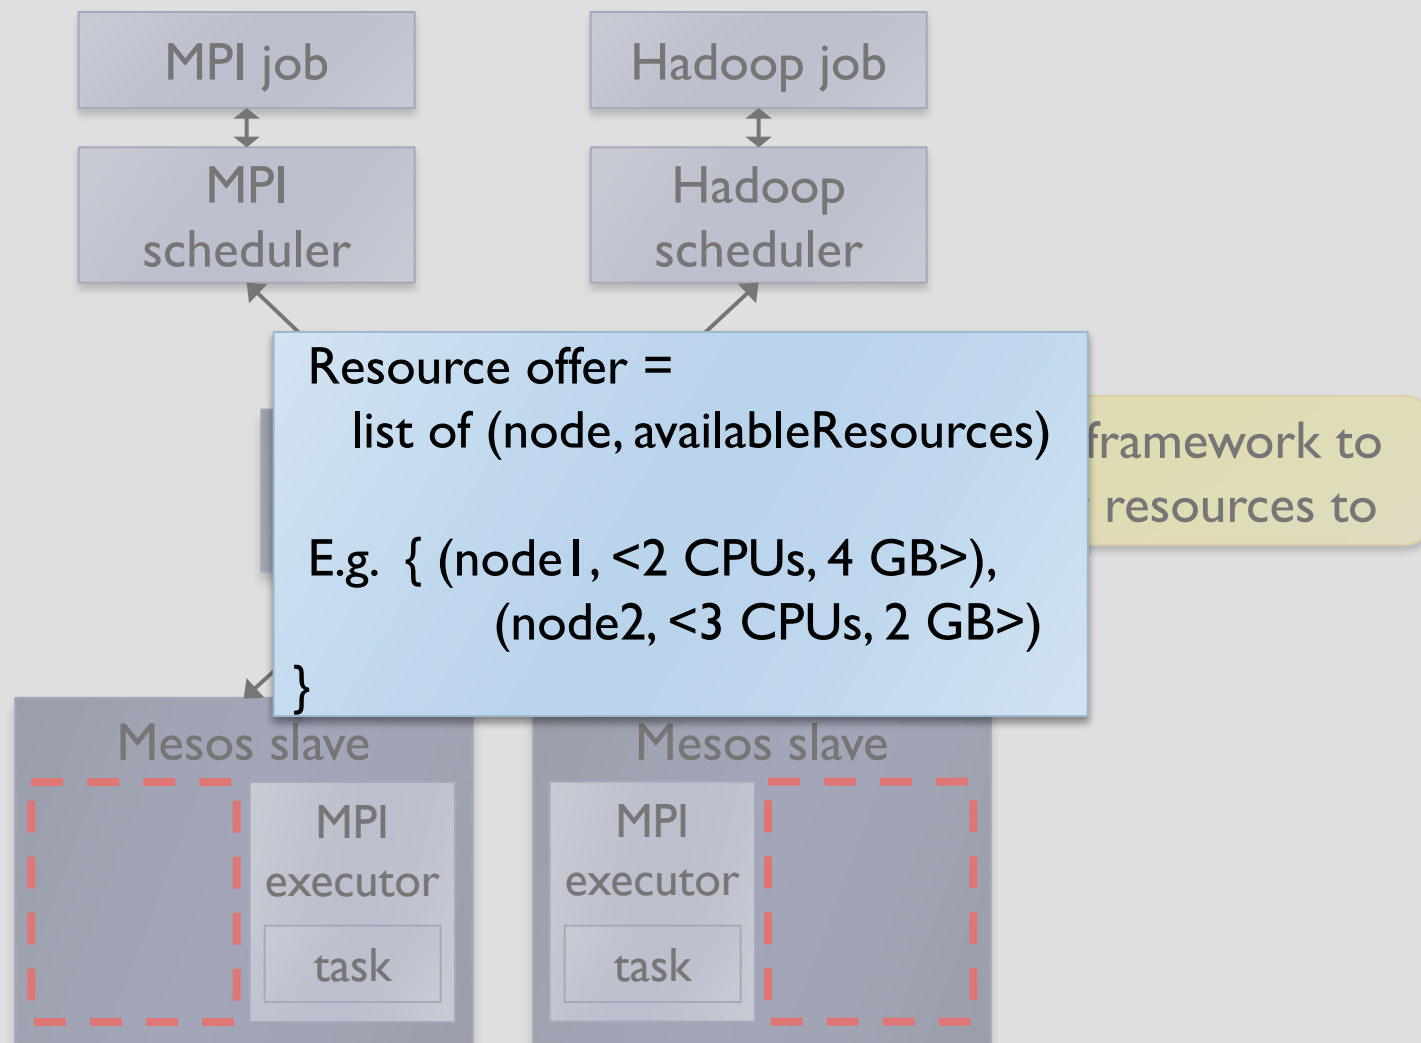 MPI job
Hadoop job
MPI
scheduler
Hadoop
scheduler
Resource offer =
list of (node, availableResources)
E.g. { (node1, <2 CPUs, 4 GB>),
(node2, <3 CPUs, 2 GB>)
}
framework to
resources to
Mesos slave
MPI
executor
task
Mesos slave
MPI
executor
task